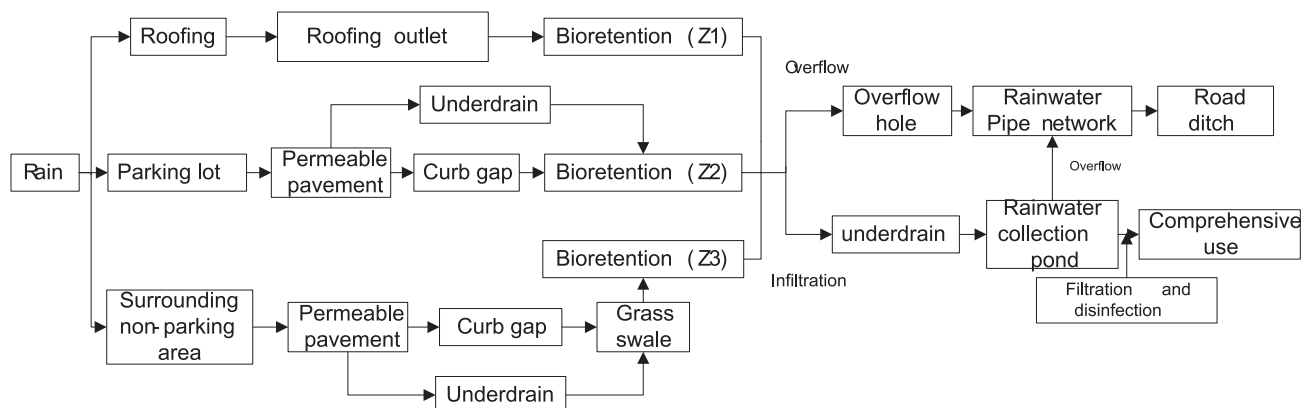 Roofing
Roofing outlet
Bioretention (Z1)
Overflow
Underdrain
Overflow
hole
Rainwater
Pipe network
Road
ditch
Rain
Parking lot
Permeable
pavement
Curb gap
Bioretention (Z2)
Overflow
underdrain
Rainwater
collection
pond
Comprehensive
use
Bioretention (Z3)
Infiltration
Filtration and
disinfection
Surrounding
non-parking
area
Permeable
pavement
Curb gap
Grass
swale
Underdrain